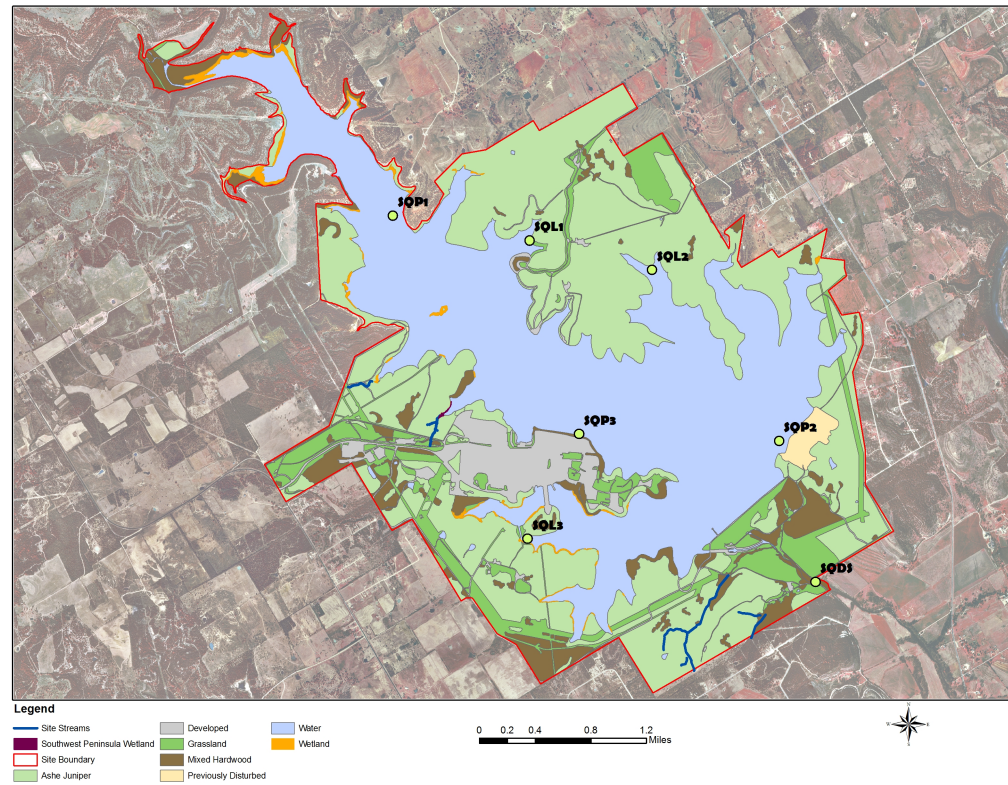 SQP1
SQL1
SQL2
SQP3
SQP2
SQL3
SQDS
Legend
Site Streams
Southwest Peninsula Wetland
Site Boundary
Ashe Juniper
Developed
Grassland
Mixed Hardwood
Previously Disturbed
Water
Wetland
0 0.2 0.4 0.8 1.2
Miles
N
W E
S